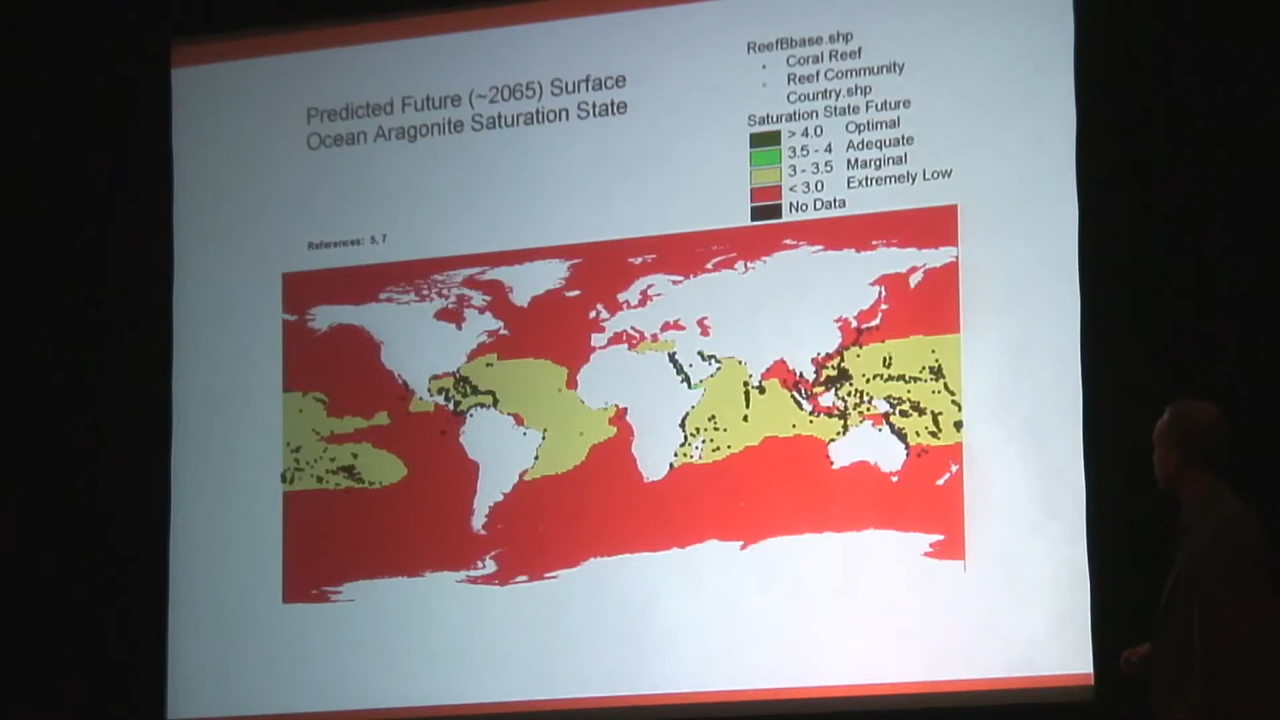 Predicted Future (~2065) Surface
Ocean Aragonite Saturation State
References: 5, 7
ReefBbase.shp
Coral Reef
Reef Community
Country.shp
Saturation State Future
> 4.0 Optimal
3.5 - 4 Adequate
3 - 3.5 Marginal
< 3.0 Extremely Low
No Data